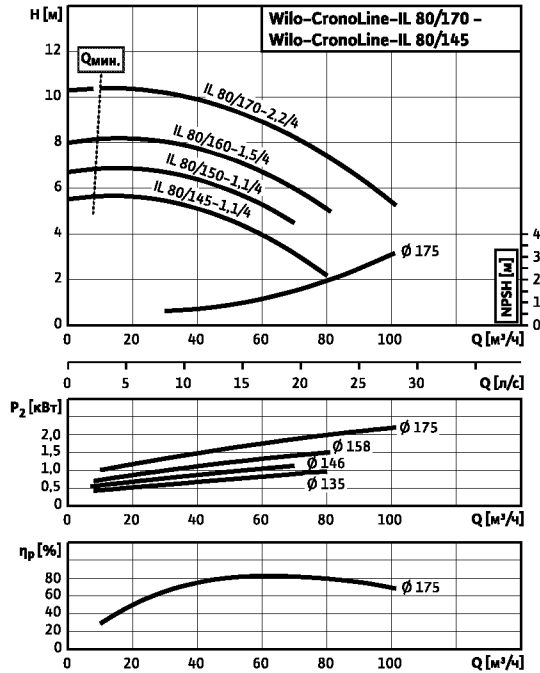 H [м]
Wilo-CronoLine-IL 80/170 –
Wilo-CronoLine-IL 80/145
12
Qмин.
10
IL 80/170-2,2/4
8
IL 80/160-1,5/4
6
IL 80/150-1,1/4
IL 80/145-1,1/4
4
Ø 175
4
3
2
1
0
NPSH [м]
2
0
0 20 40 60 80 100 Q [м³/ч]
0 5 10 15 20 25 30 Q [л/с]
P2 [кВт]
2,0
1,5
1,0
0,5
Ø 175
Ø 158
Ø 146
Ø 135
0 20 40 60 80 100 Q [м³/ч]
ηp [%]
80
60
40
20
0
Ø 175
0 20 40 60 80 100 Q [м³/ч]